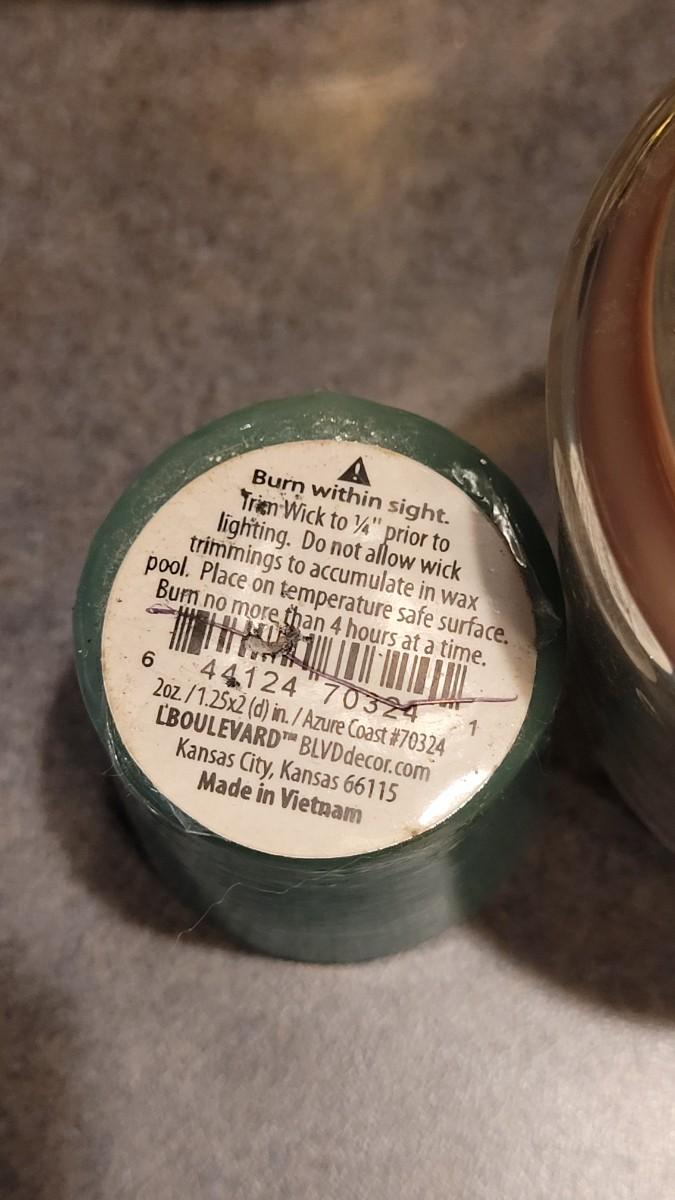 Burn within sight.
Trim Wick to ¼" prior to
lighting. Do not allow wick
trimmings to accumulate in wax
pool. Place on temperature safe surface.
Burn no more than 4 hours at a time.
6 44124 70324 1
2oz. / 1.25x2 (d) in. / Azure Coast #70324
LBOULEVARD™ BLVDdecor.com
Kansas City, Kansas 66115
Made in Vietnam